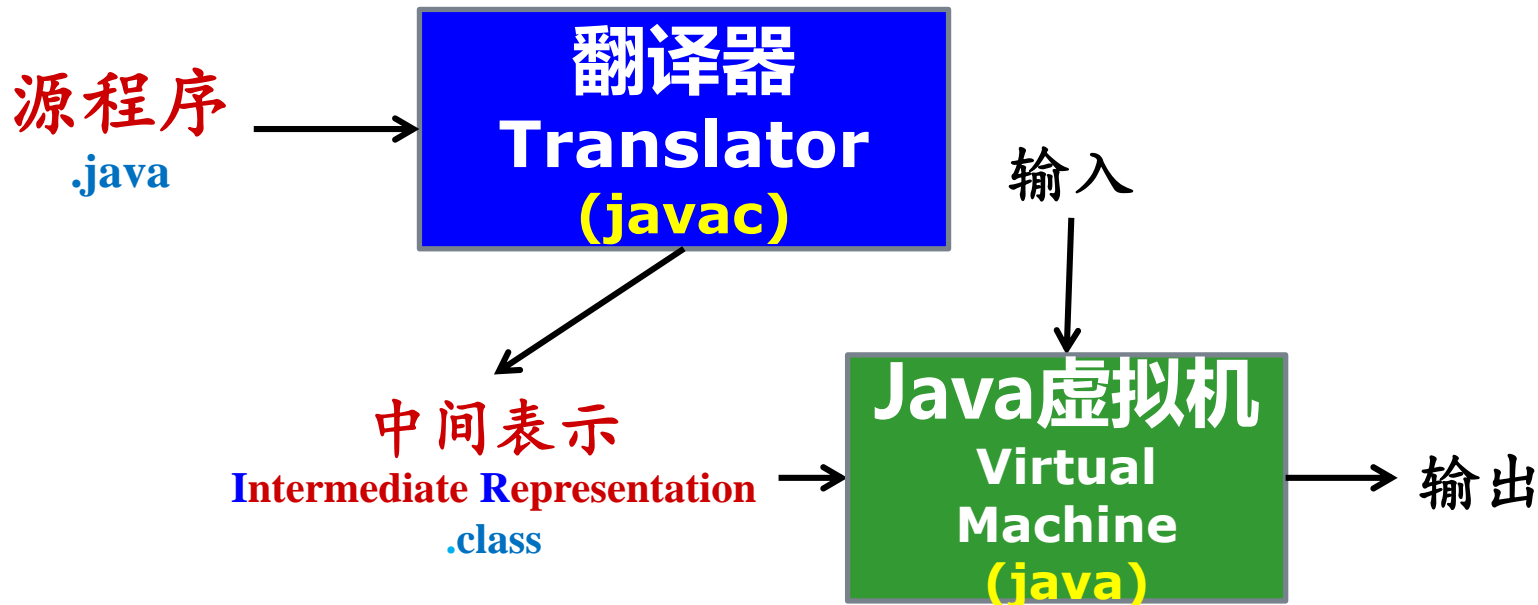 源程序
.java
翻译器
Translator
(javac)
输入
中间表示
Intermediate Representation
.class
Java虚拟机
Virtual
Machine
(java)
输出